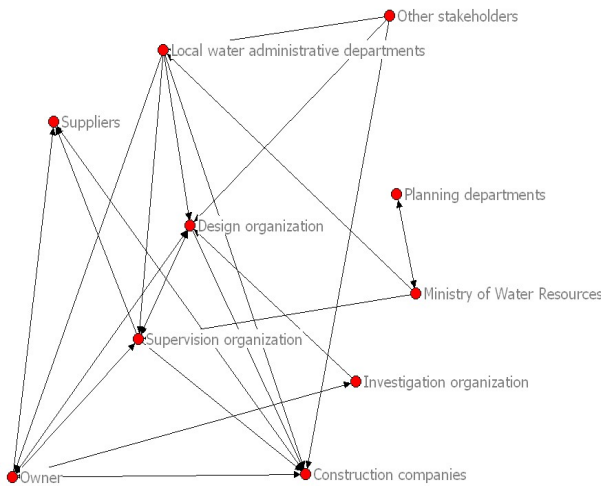 Other stakeholders
Local water administrative departments
Suppliers
Planning departments
Design organization
Ministry of Water Resources
Supervision organization
Investigation organization
Owner
Construction companies